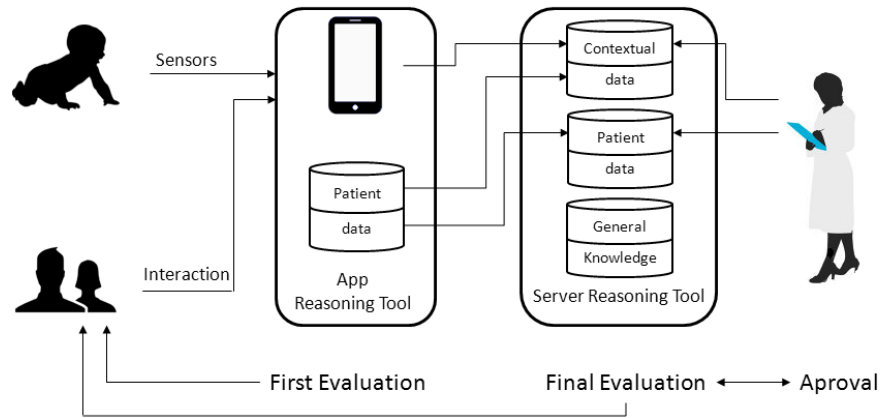 Sensors
Interaction
Patient
data
App
Reasoning Tool
Contextual
data
Patient
data
General
Knowledge
Server Reasoning Tool
First Evaluation
Final Evaluation
Aproval